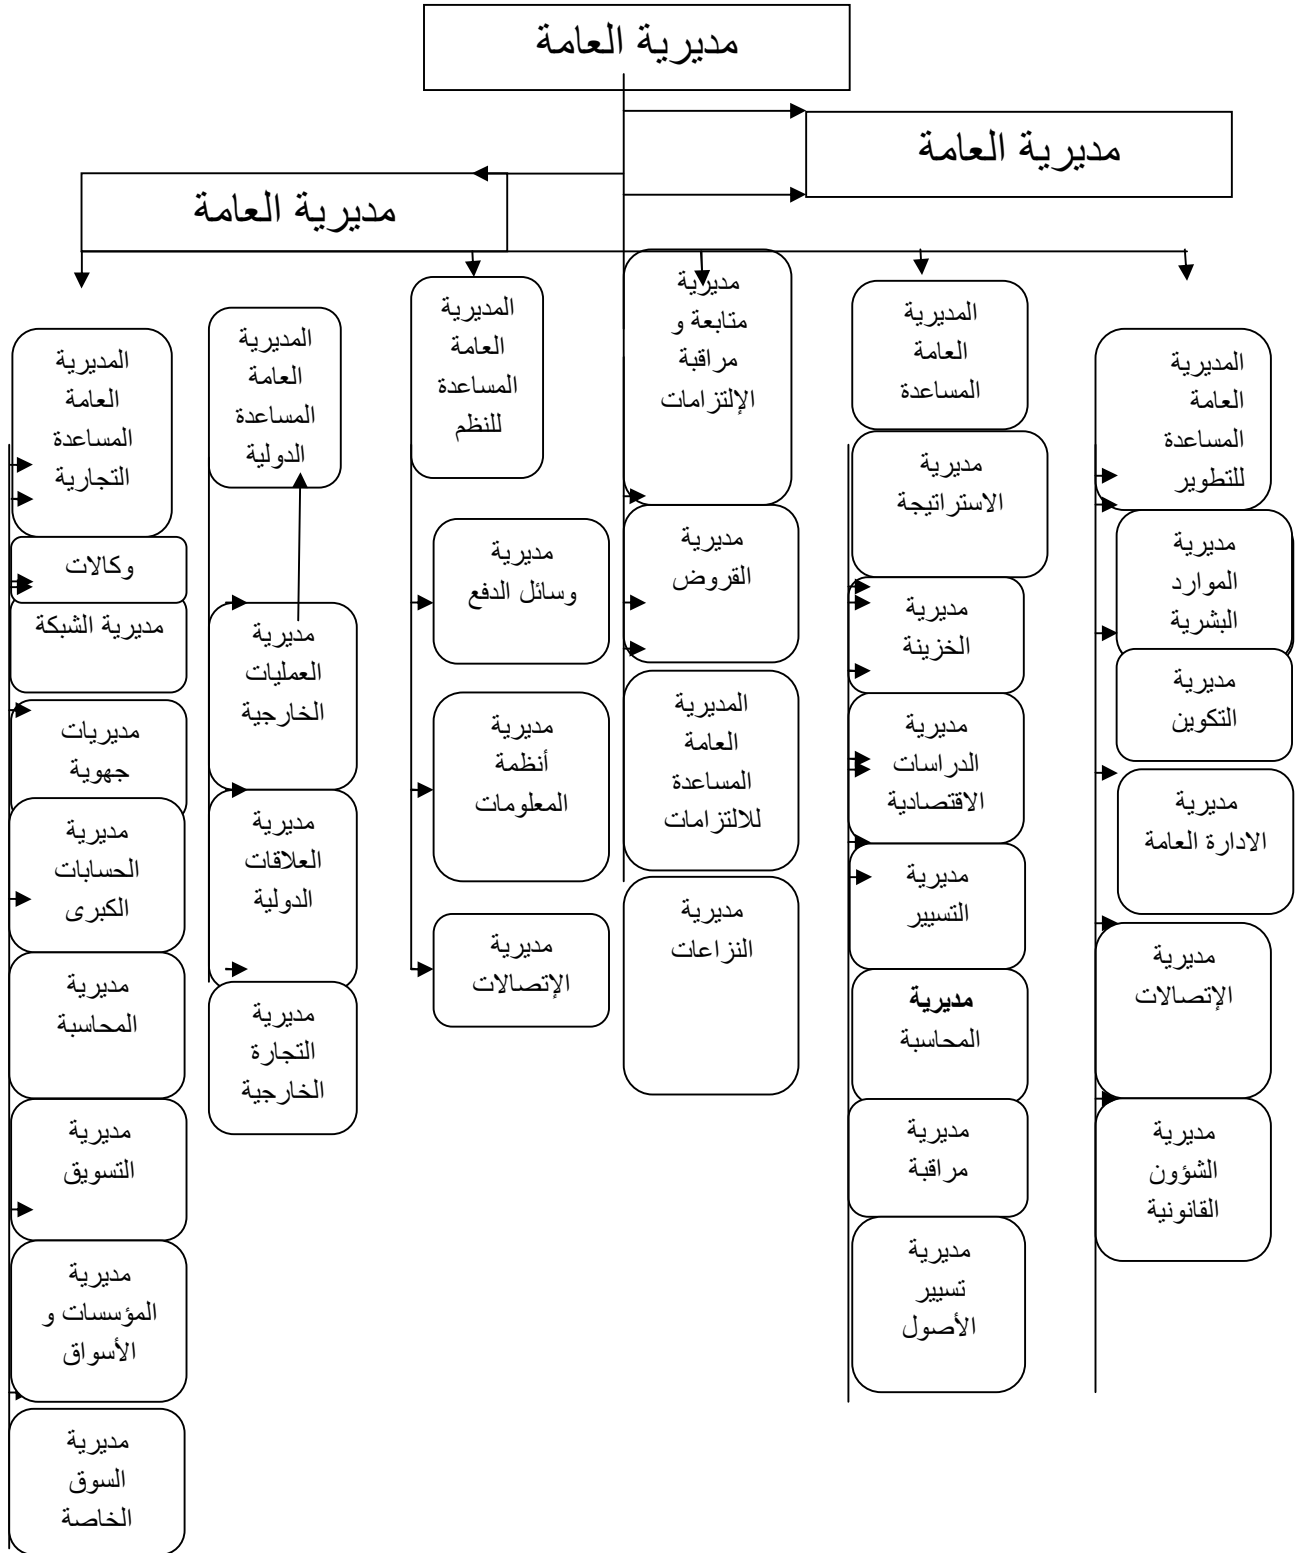 مديرية العامة
مديرية العامة
مديرية العامة
المديرية
العامة
المساعدة
للتطوير
مديرية
الموارد
البشرية
مديرية
التكوين
مديرية
الادارة العامة
مديرية
الإتصالات
مديرية
الشؤون
القانونية
المديرية
العامة
المساعدة
مديرية
الاستراتيجة
مديرية
الخزينة
مديرية
الدراسات
الاقتصادية
مديرية
التسيير
مديرية
المحاسبة
مديرية
مراقبة
مديرية
تسيير
الأصول
مديرية
متابعة و
مراقبة
الإلتزامات
مديرية
القروض
المديرية
العامة
المساعدة
للالتزامات
مديرية
النزاعات
المديرية
العامة
المساعدة
للنظم
مديرية
وسائل الدفع
مديرية
أنظمة
المعلومات
مديرية
الإتصالات
المديرية
العامة
المساعدة
الدولية
مديرية
العمليات
الخارجية
مديرية
العلاقات
الدولية
مديرية
التجارة
الخارجية
المديرية
العامة
المساعدة
التجارية
وكالات
مديرية الشبكة
مديريات
جهوية
مديرية
الحسابات
الكبرى
مديرية
المحاسبة
مديرية
التسويق
مديرية
المؤسسات و
الأسواق
مديرية
السوق
الخاصة